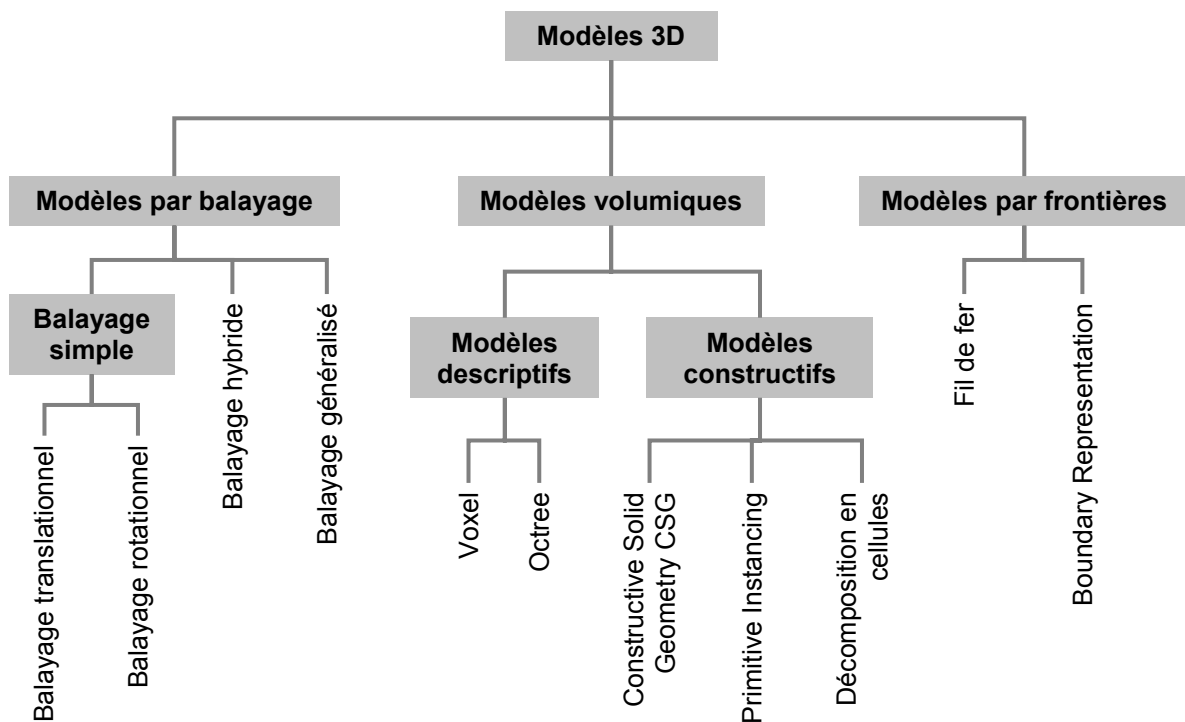 Modèles 3D
Modèles par balayage
Modèles volumiques
Modèles par frontières
Balayage
simple
Balayage hybride
Balayage généralisé
Modèles
descriptifs
Modèles
constructifs
Fil de fer
Boundary Representation
Balayage translationnel
Balayage rotationnel
Voxel
Octree
Constructive Solid
Geometry CSG
Primitive Instancing
Décomposition en
cellules